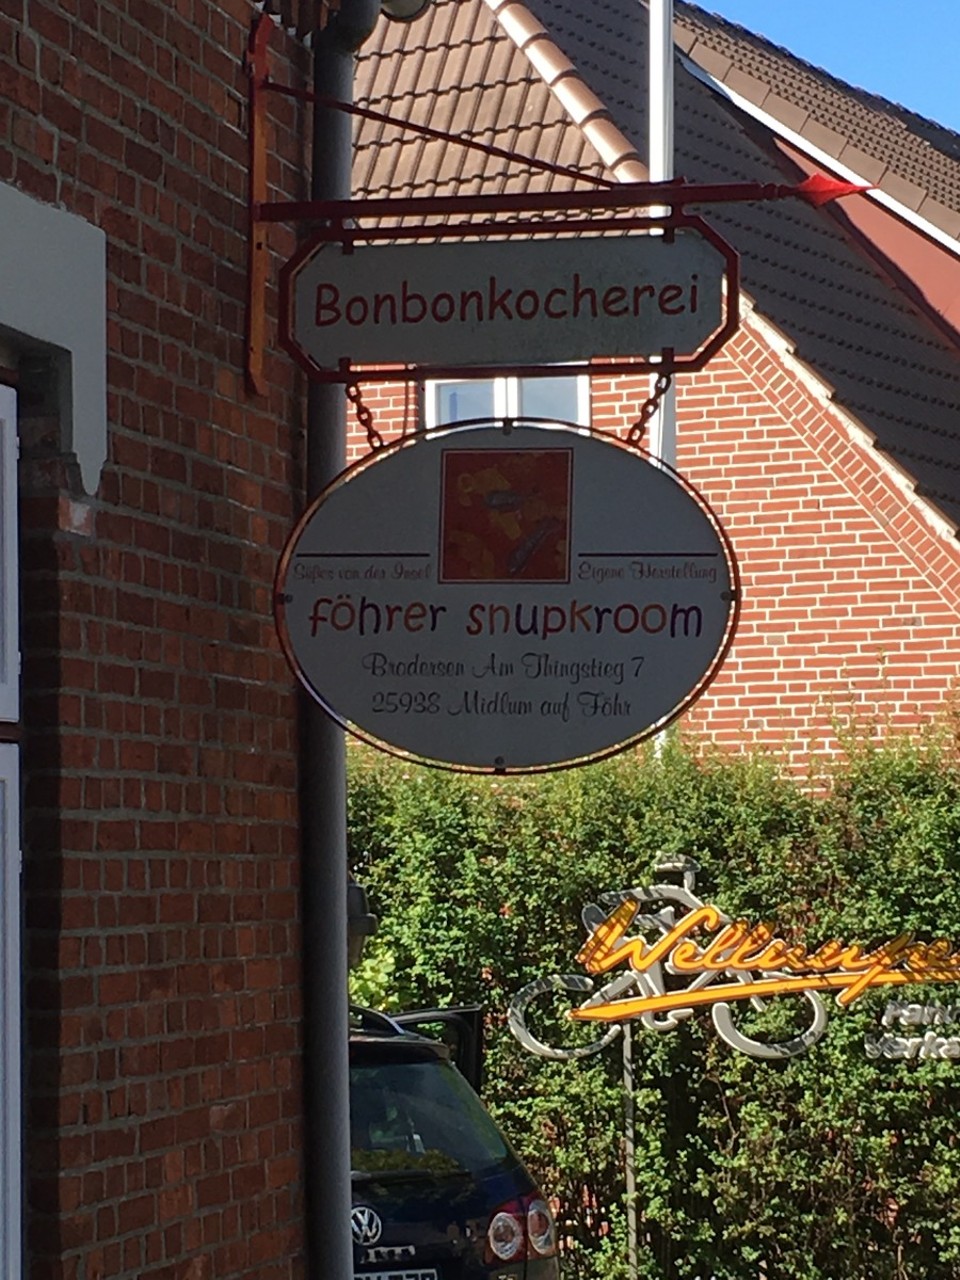 Bonbonkocherei
Süßes von der Insel
Eigene Herstellung
föhrer snupkroom
Brodersen Am Thingstieg 7
25938 Midlum auf Föhr